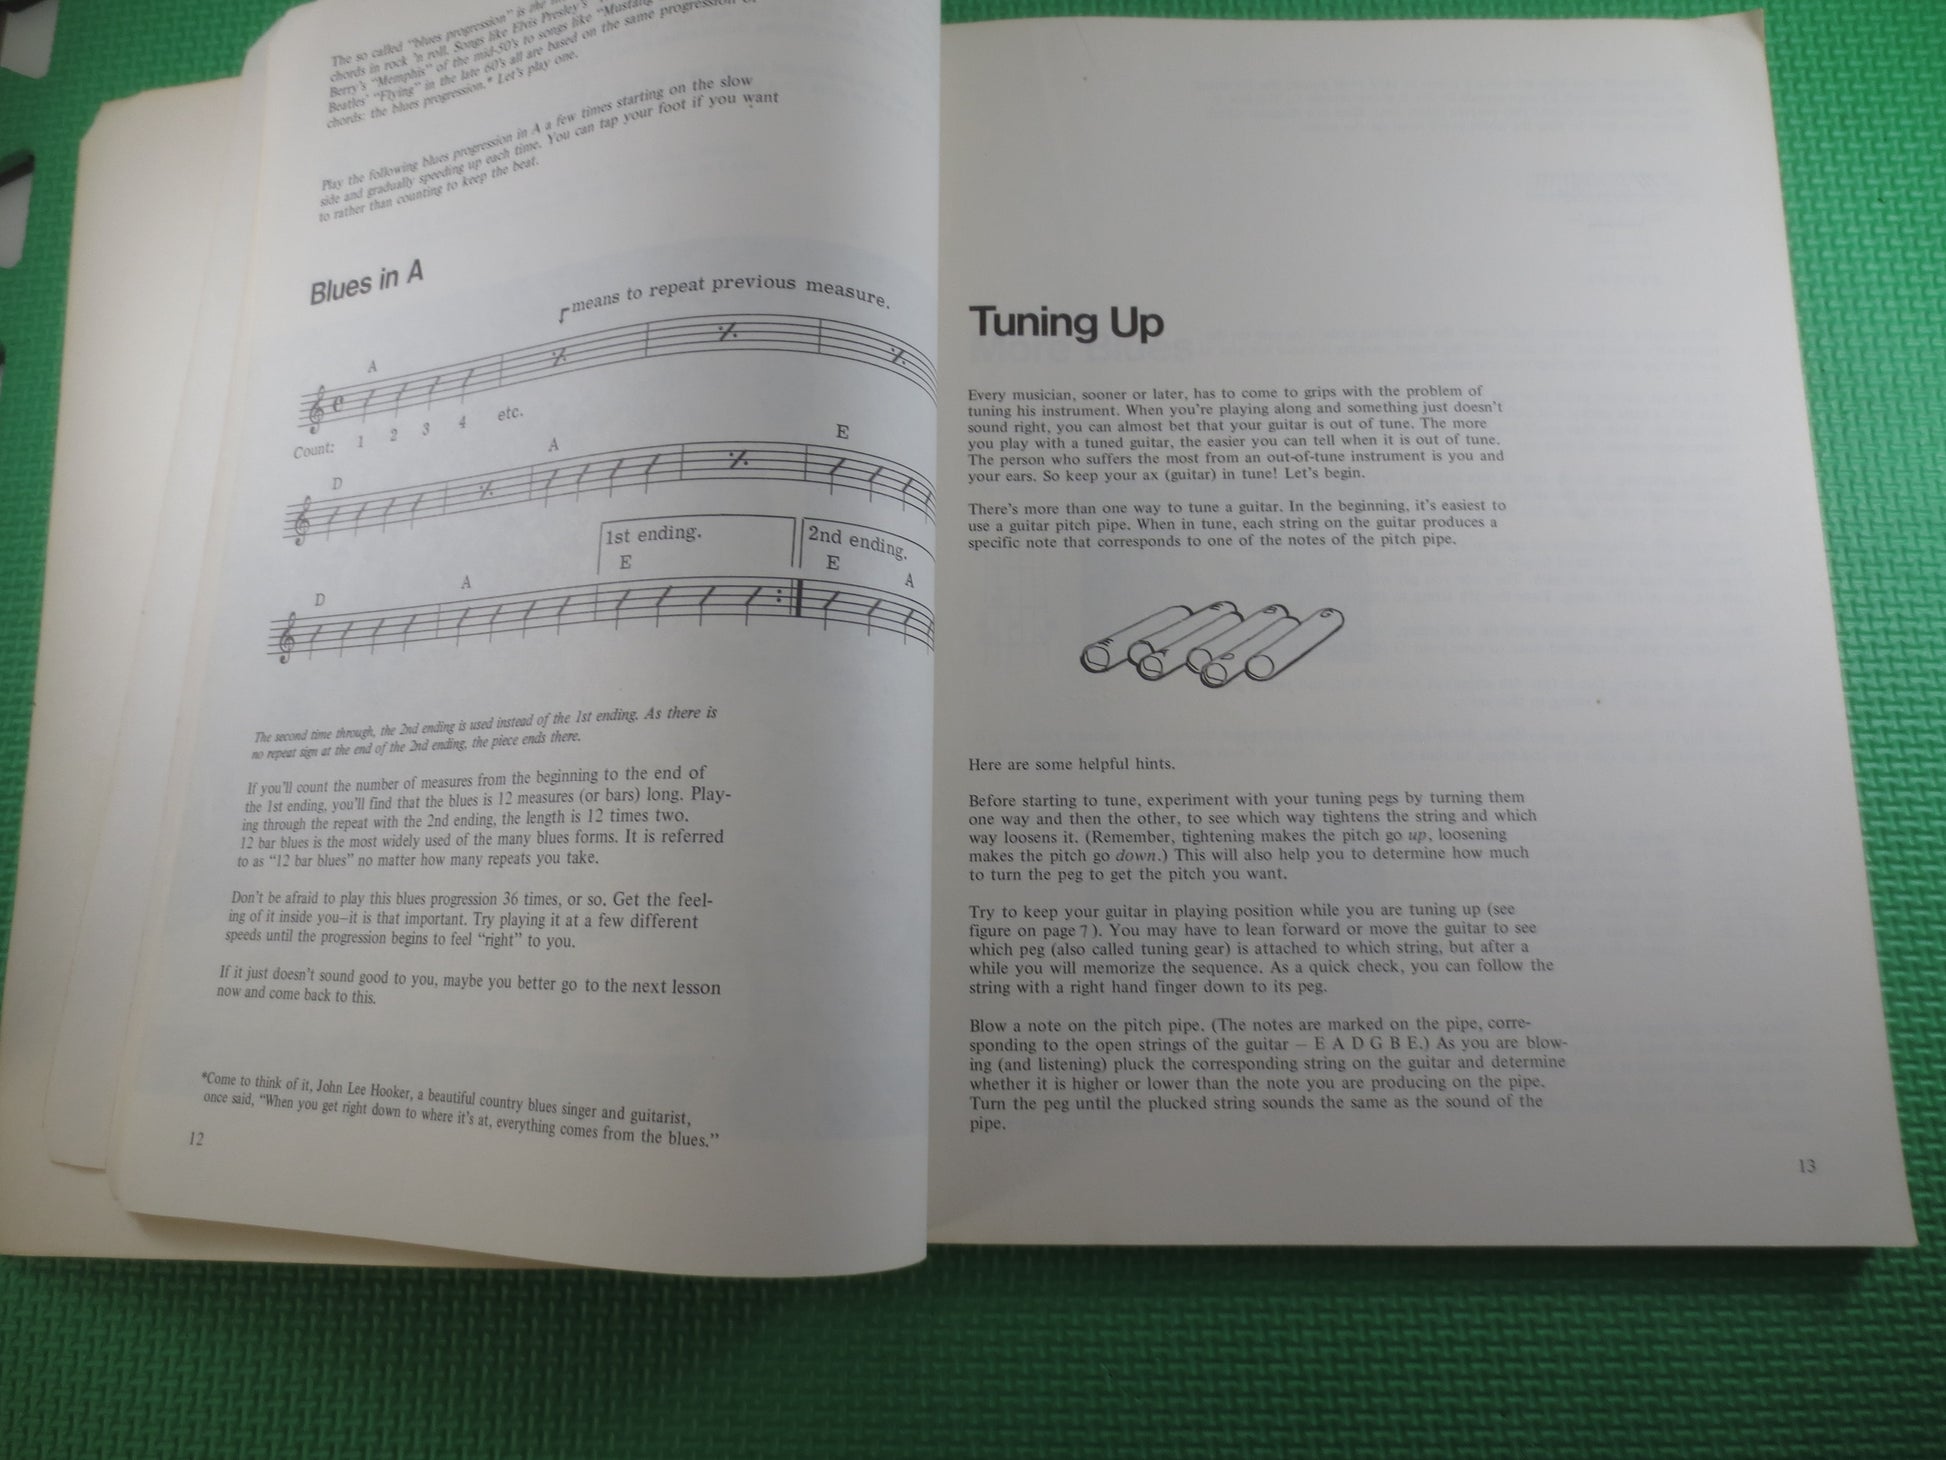 The so called "blues progression" is the
chords in rock 'n roll. Songs like Elvis Presley's
Berry's "Memphis" of the mid-50's to songs like "Mustang
Beatles' "Flying" in the late 60's all are based on the same progression of
chords: the blues progression.* Let's play one.
Play the following blues progression in A a few times starting on the slow
side and gradually speeding up each time. You can tap your foot if you want
to rather than counting to keep the beat.
Blues in A
means to repeat previous measure.
A
Count: 1 2 3 4 etc.
D A E
1st ending. 2nd ending.
E E A
D A
The second time through, the 2nd ending is used instead of the 1st ending. As there is
no repeat sign at the end of the 2nd ending, the piece ends there.
If you'll count the number of measures from the beginning to the end of
the 1st ending, you'll find that the blues is 12 measures (or bars) long. Play-
ing through the repeat with the 2nd ending, the length is 12 times two.
12 bar blues is the most widely used of the many blues forms. It is referred
to as "12 bar blues" no matter how many repeats you take.
Don't be afraid to play this blues progression 36 times, or so. Get the feel-
ing of it inside you—it is that important. Try playing it at a few different
speeds until the progression begins to feel "right" to you.
If it just doesn't sound good to you, maybe you better go to the next lesson
now and come back to this.
*Come to think of it, John Lee Hooker, a beautiful country blues singer and guitarist,
once said, "When you get right down to where it's at, everything comes from the blues."
12
Tuning Up
Every musician, sooner or later, has to come to grips with the problem of
tuning his instrument. When you're playing along and something just doesn't
sound right, you can almost bet that your guitar is out of tune. The more
you play with a tuned guitar, the easier you can tell when it is out of tune.
The person who suffers the most from an out-of-tune instrument is you and
your ears. So keep your ax (guitar) in tune! Let's begin.
There's more than one way to tune a guitar. In the beginning, it's easiest to
use a guitar pitch pipe. When in tune, each string on the guitar produces a
specific note that corresponds to one of the notes of the pitch pipe.
Here are some helpful hints.
Before starting to tune, experiment with your tuning pegs by turning them
one way and then the other, to see which way tightens the string and which
way loosens it. (Remember, tightening makes the pitch go up, loosening
makes the pitch go down.) This will also help you to determine how much
to turn the peg to get the pitch you want.
Try to keep your guitar in playing position while you are tuning up (see
figure on page 7 ). You may have to lean forward or move the guitar to see
which peg (also called tuning gear) is attached to which string, but after a
while you will memorize the sequence. As a quick check, you can follow the
string with a right hand finger down to its peg.
Blow a note on the pitch pipe. (The notes are marked on the pipe, corre-
sponding to the open strings of the guitar — E A D G B E.) As you are blow-
ing (and listening) pluck the corresponding string on the guitar and determine
whether it is higher or lower than the note you are producing on the pipe.
Turn the peg until the plucked string sounds the same as the sound of the
pipe.
13